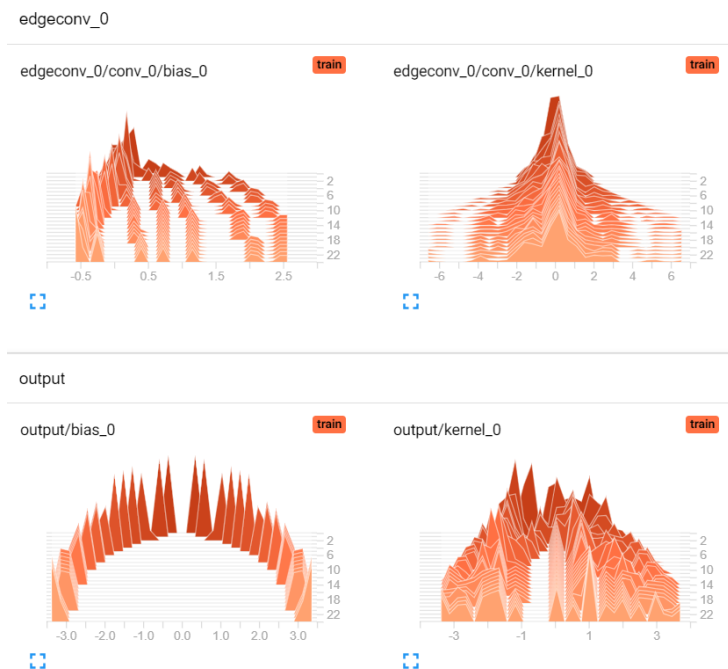 edgeconv_0
edgeconv_0/conv_0/bias_0
train
2
6
10
14
18
22
-0.5 0.5 1.5 2.5
edgeconv_0/conv_0/kernel_0
train
2
6
10
14
18
22
-6 -4 -2 0 2 4 6
output
output/bias_0
train
2
6
10
14
18
22
-3.0 -2.0 -1.0 0.0 1.0 2.0 3.0
output/kernel_0
train
2
6
10
14
18
22
-3 -1 1 3